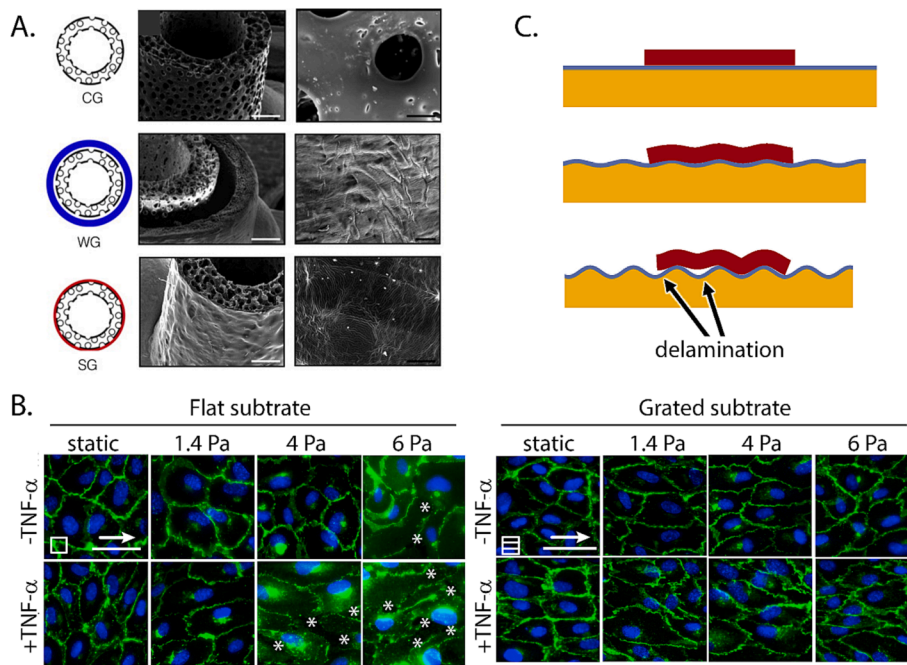 A.
CG
WG
SG
C.
delamination
B.
Flat subtrate
static 1.4 Pa 4 Pa 6 Pa
-TNF-α
* *
+TNF-α
* * * * * * * * * *
Grated subtrate
static 1.4 Pa 4 Pa 6 Pa
-TNF-α
+TNF-α